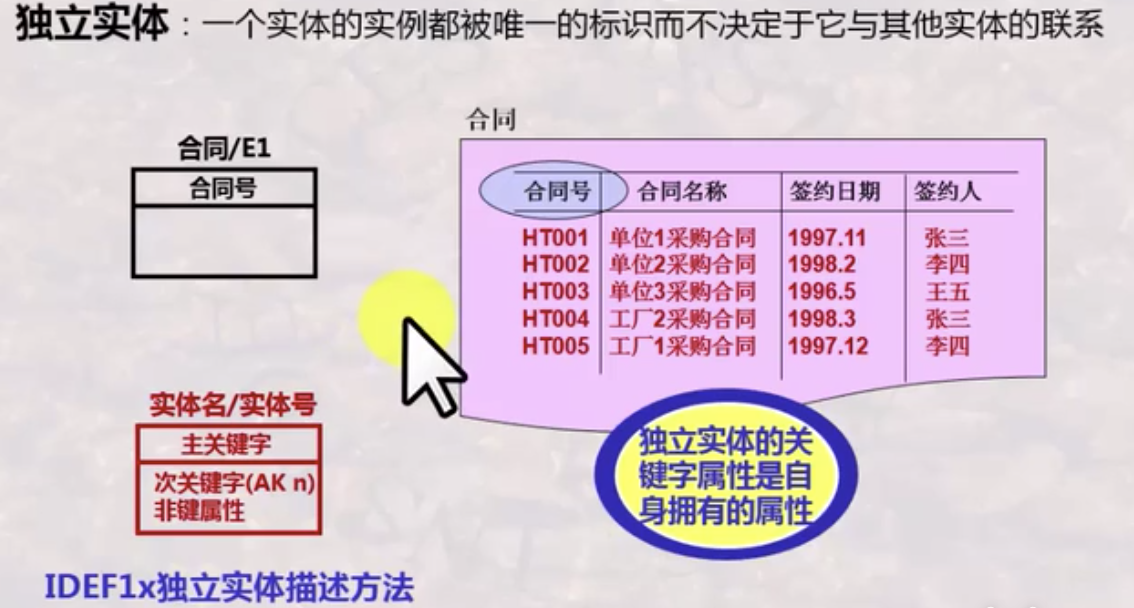 独立实体：一个实体的实例都被唯一的标识而不决定于它与其他实体的联系
合同/E1
合同号
合同
合同号 合同名称 签约日期 签约人
HT001 单位1采购合同 1997.11 张三
HT002 单位2采购合同 1998.2 李四
HT003 单位3采购合同 1996.5 王五
HT004 工厂2采购合同 1998.3 张三
HT005 工厂1采购合同 1997.12 李四
实体名/实体号
主关键字
次关键字(AK n)
非键属性
独立实体的关
键字属性是自
身拥有的属性
IDEF1x独立实体描述方法